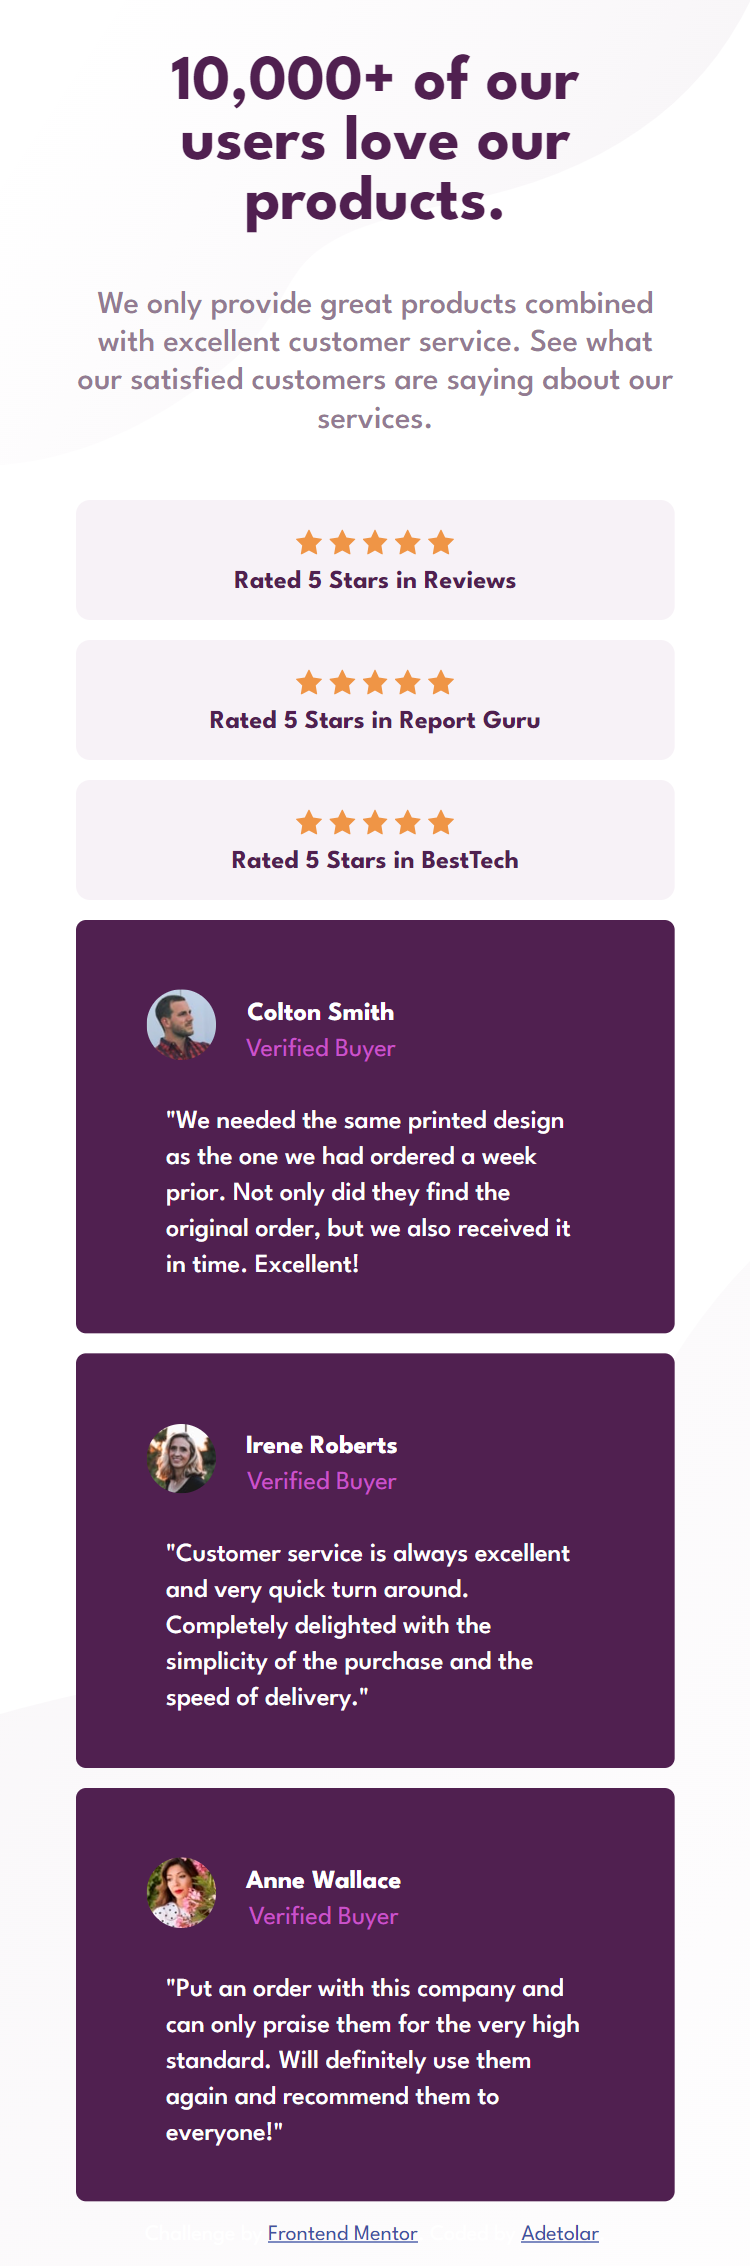 10,000+ of our
users love our
products.
We only provide great products combined
with excellent customer service. See what
our satisfied customers are saying about our
services.
Rated 5 Stars in Reviews
Rated 5 Stars in Report Guru
Rated 5 Stars in BestTech
Colton Smith
Verified Buyer
"We needed the same printed design
as the one we had ordered a week
prior. Not only did they find the
original order, but we also received it
in time. Excellent!
Irene Roberts
Verified Buyer
"Customer service is always excellent
and very quick turn around.
Completely delighted with the
simplicity of the purchase and the
speed of delivery."
Anne Wallace
Verified Buyer
"Put an order with this company and
can only praise them for the very high
standard. Will definitely use them
again and recommend them to
everyone!"
Challenge by Frontend Mentor. Coded by Adetolar